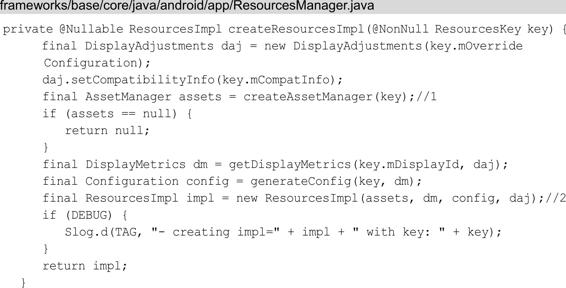 frameworks/base/core/java/android/app/ResourcesManager.java
private @Nullable ResourcesImpl createResourcesImpl(@NonNull ResourcesKey key) {
final DisplayAdjustments daj = new DisplayAdjustments(key.mOverride
Configuration);
daj.setCompatibilityInfo(key.mCompatInfo);
final AssetManager assets = createAssetManager(key);//1
if (assets == null) {
return null;
}
final DisplayMetrics dm = getDisplayMetrics(key.mDisplayId, daj);
final Configuration config = generateConfig(key, dm);
final ResourcesImpl impl = new ResourcesImpl(assets, dm, config, daj);//2
if (DEBUG) {
Slog.d(TAG, "- creating impl=" + impl + " with key: " + key);
}
return impl;
}